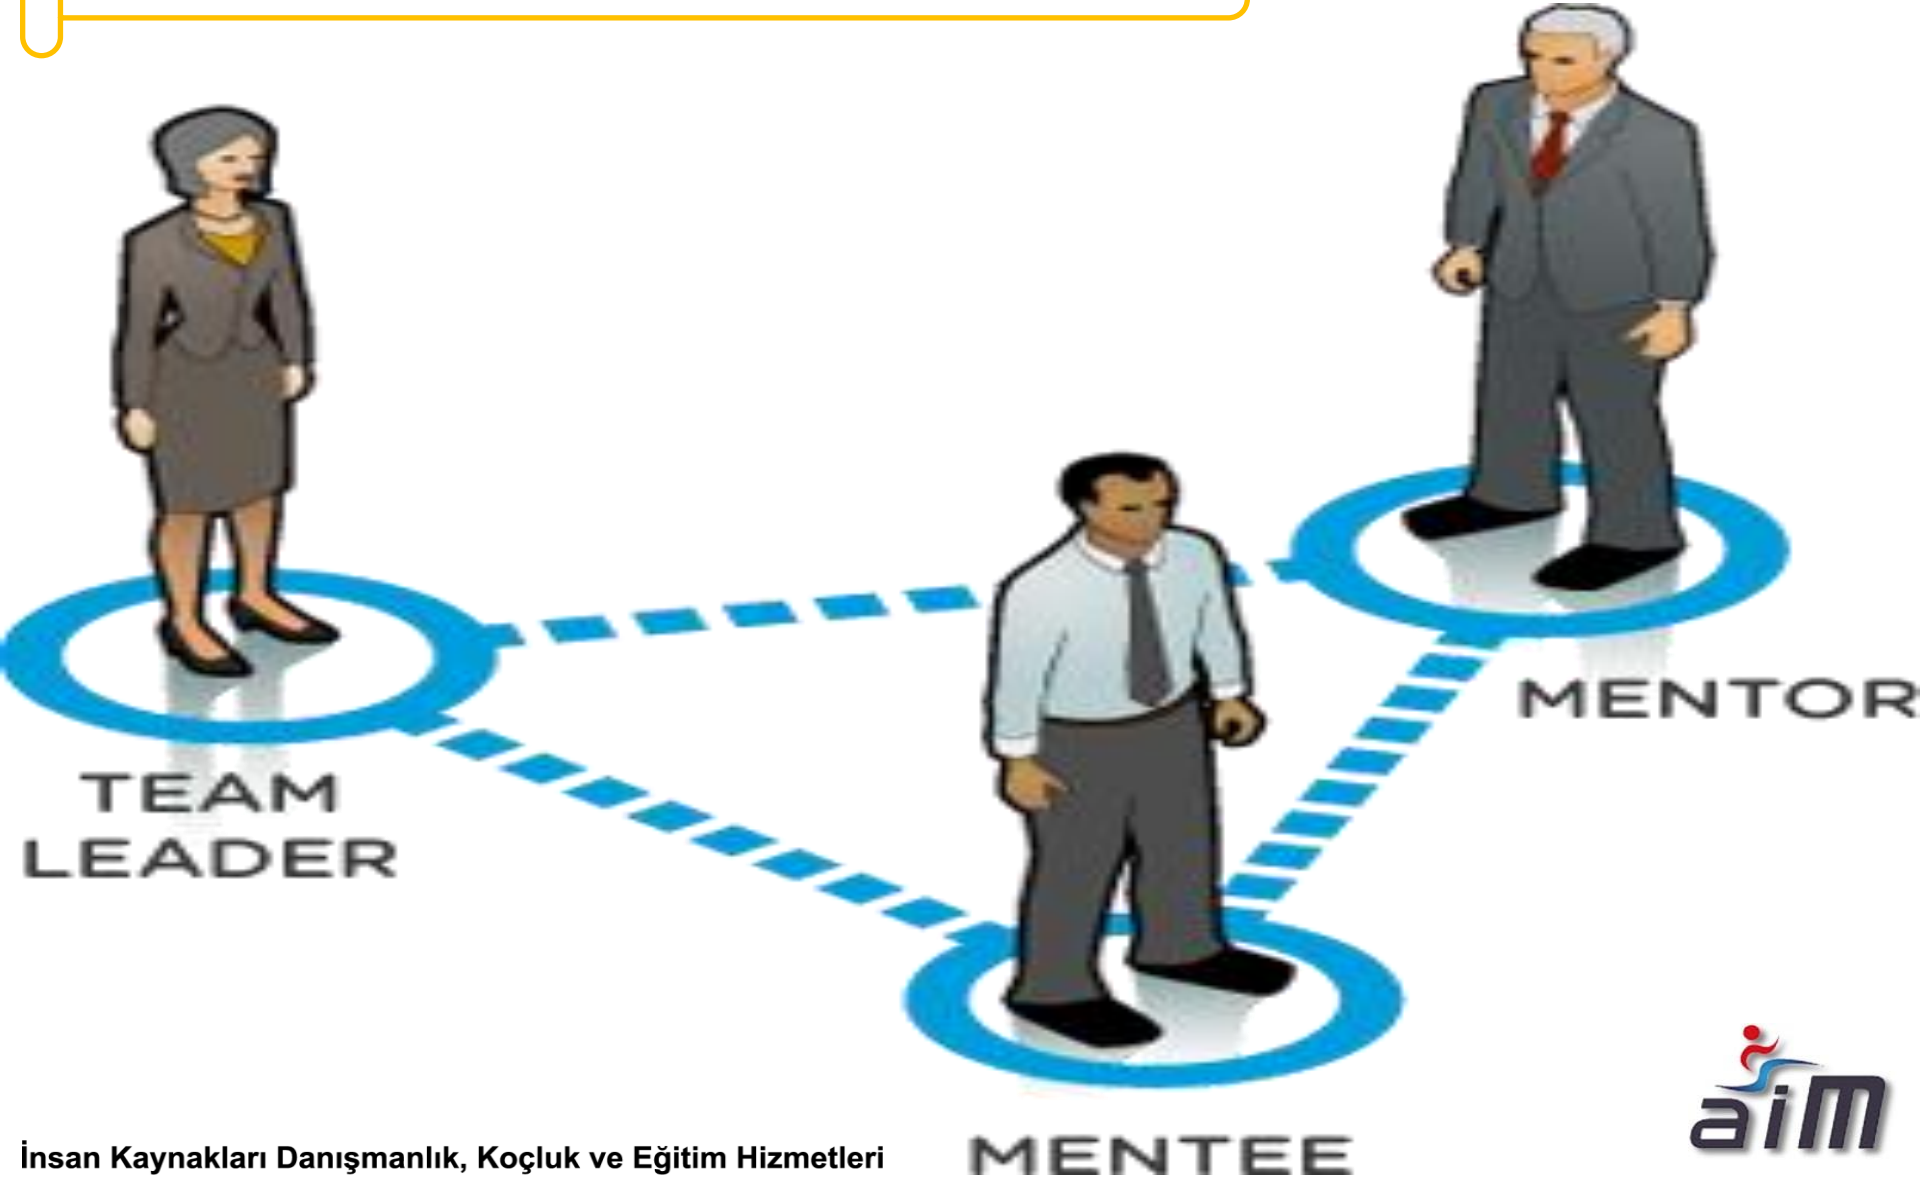 MENTOR
TEAM
LEADER
MENTEE
İnsan Kaynakları Danışmanlık, Koçluk ve Eğitim Hizmetleri
aim